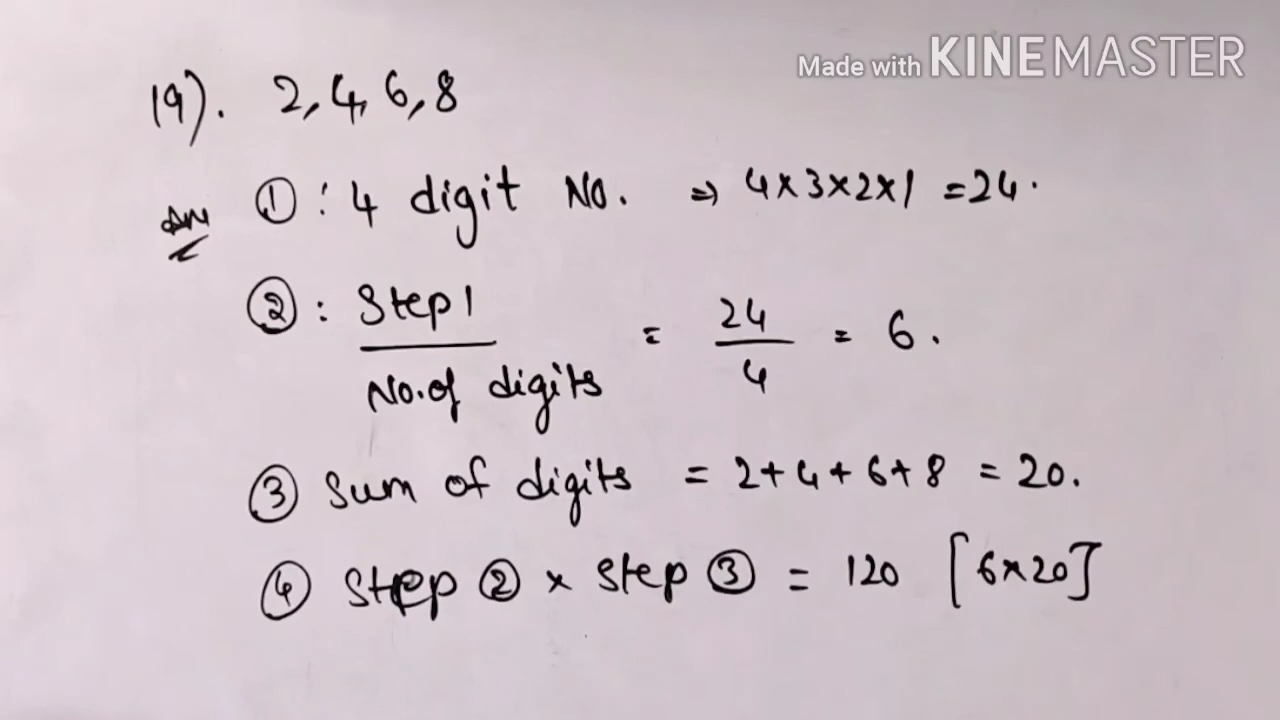 Made with KINEMASTER
19). 2, 4, 6, 8
Ans ① : 4 digit No. ⇒ 4×3×2×1 = 24.
② : Step 1 / No. of digits = 24 / 4 = 6.
③ Sum of digits = 2+4+6+8 = 20.
④ Step ② × Step ③ = 120 [6×20]